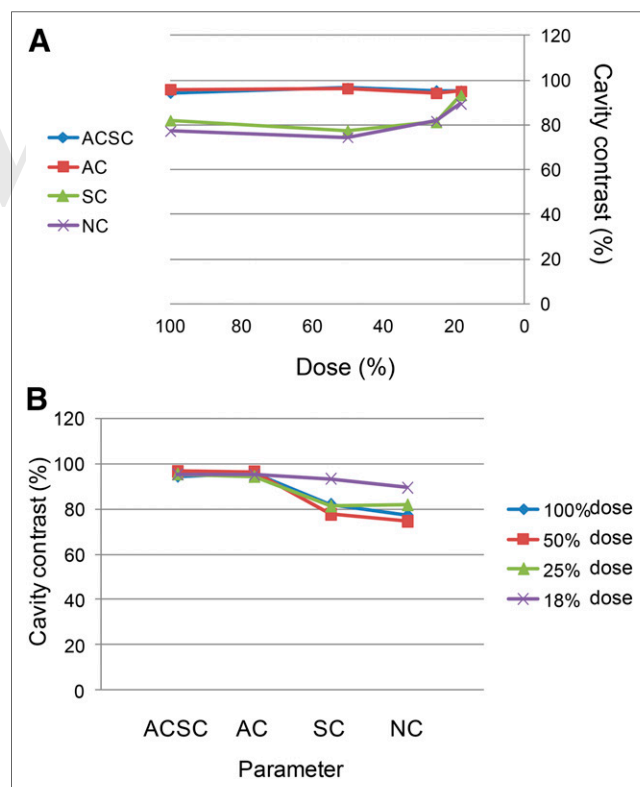 A
120
100
80
60
40
20
0
Cavity contrast (%)
ACSC
AC
SC
NC
100 80 60 40 20 0
Dose (%)
B
120
100
80
60
40
20
0
Cavity contrast (%)
100% dose
50% dose
25% dose
18% dose
ACSC AC SC NC
Parameter